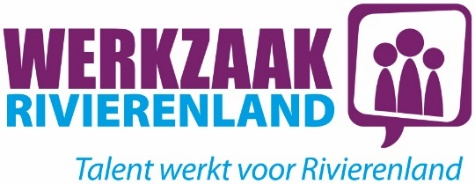 WERKZAAK
RIVIERENLAND
Talent werkt voor Rivierenland